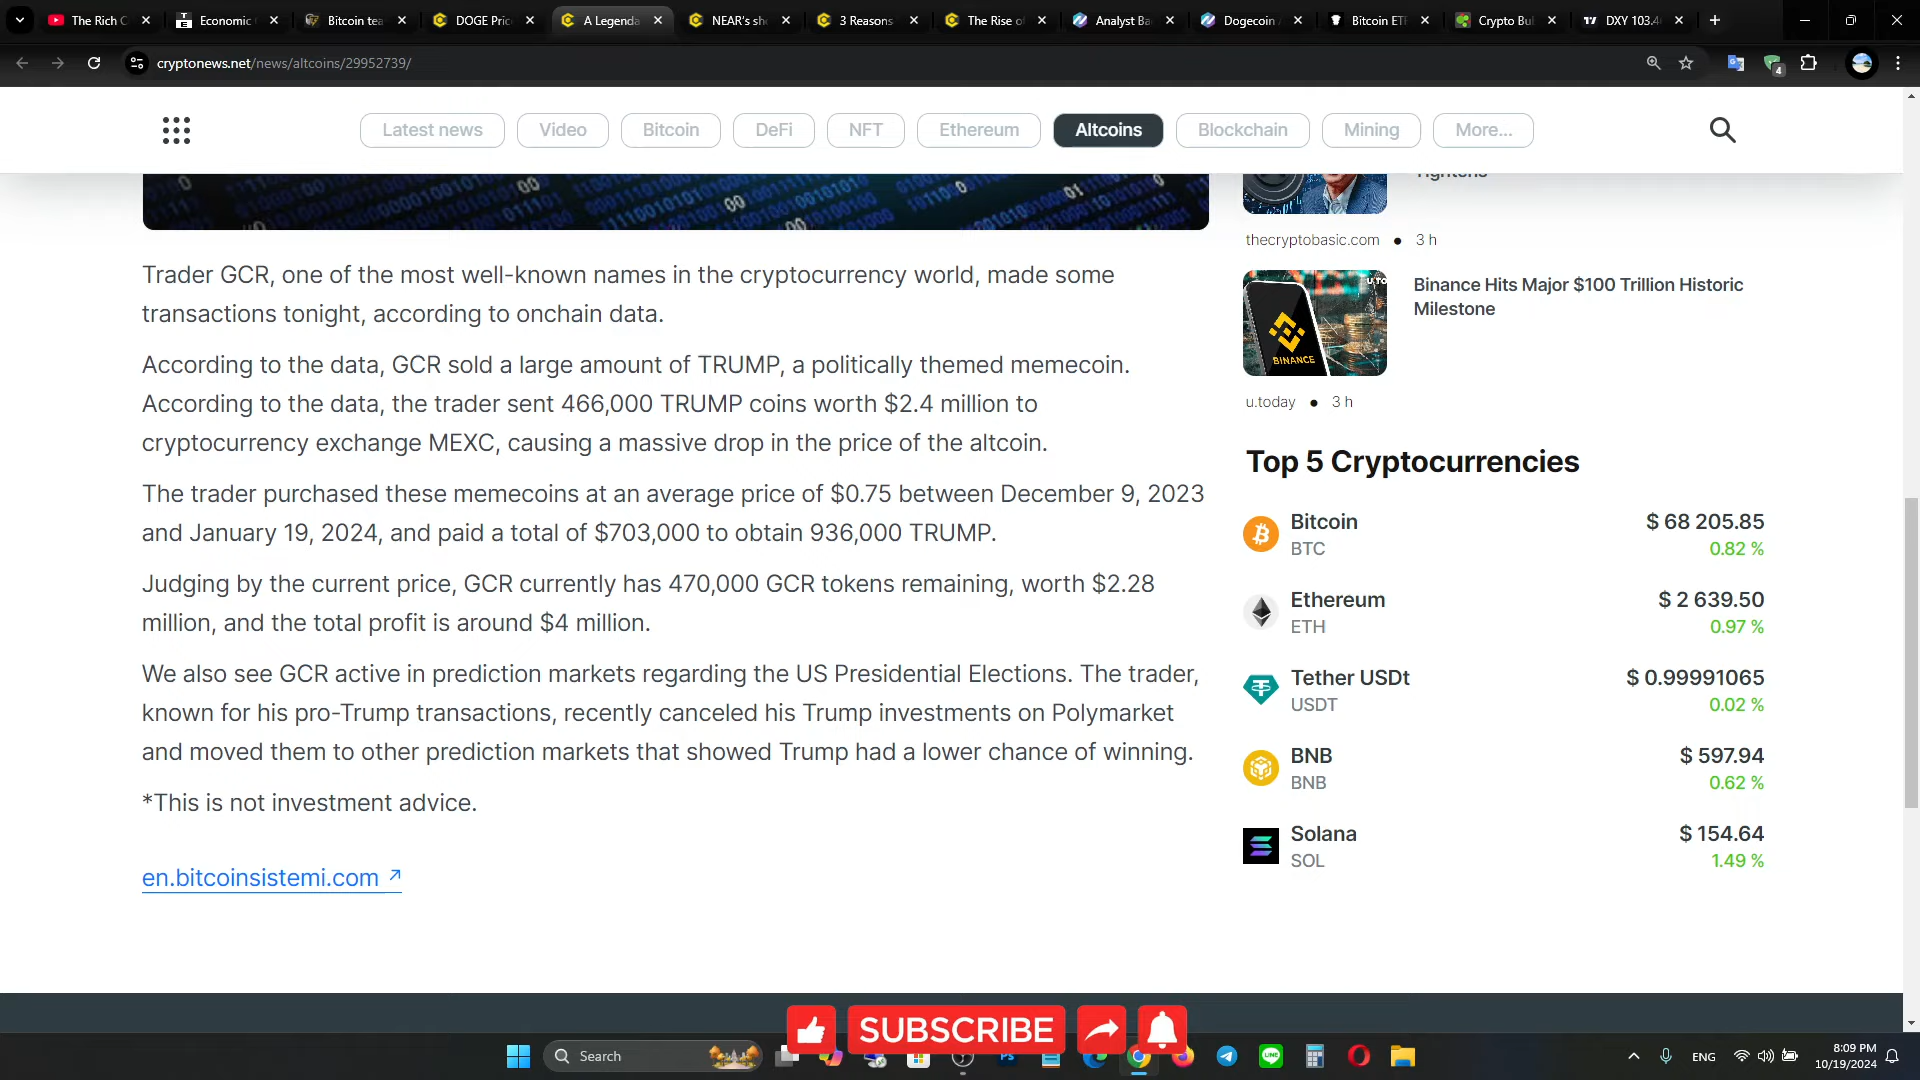 The Rich C
Economic
Bitcoin tea
DOGE Pric
A Legenda
NEAR's sh
3 Reasons
The Rise of
Analyst Ba
Dogecoin
Bitcoin ETF
Crypto Bul
DXY 103.4
cryptonews.net/news/altcoins/29952739/
4
Latest news
Video
Bitcoin
DeFi
NFT
Ethereum
Altcoins
Blockchain
Mining
More...
Tightens
thecryptobasic.com ● 3 h
Binance Hits Major $100 Trillion Historic
Milestone
BINANCE
u.today ● 3 h
Trader GCR, one of the most well-known names in the cryptocurrency world, made some
transactions tonight, according to onchain data.
According to the data, GCR sold a large amount of TRUMP, a politically themed memecoin.
According to the data, the trader sent 466,000 TRUMP coins worth $2.4 million to
cryptocurrency exchange MEXC, causing a massive drop in the price of the altcoin.
The trader purchased these memecoins at an average price of $0.75 between December 9, 2023
and January 19, 2024, and paid a total of $703,000 to obtain 936,000 TRUMP.
Judging by the current price, GCR currently has 470,000 GCR tokens remaining, worth $2.28
million, and the total profit is around $4 million.
We also see GCR active in prediction markets regarding the US Presidential Elections. The trader,
known for his pro-Trump transactions, recently canceled his Trump investments on Polymarket
and moved them to other prediction markets that showed Trump had a lower chance of winning.
*This is not investment advice.
en.bitcoinsistemi.com ↗
Top 5 Cryptocurrencies
Bitcoin $ 68 205.85
BTC 0.82 %
Ethereum $ 2 639.50
ETH 0.97 %
Tether USDt $ 0.99991065
USDT 0.02 %
BNB $ 597.94
BNB 0.62 %
Solana $ 154.64
SOL 1.49 %
SUBSCRIBE
Search
ENG
8:09 PM
10/19/2024